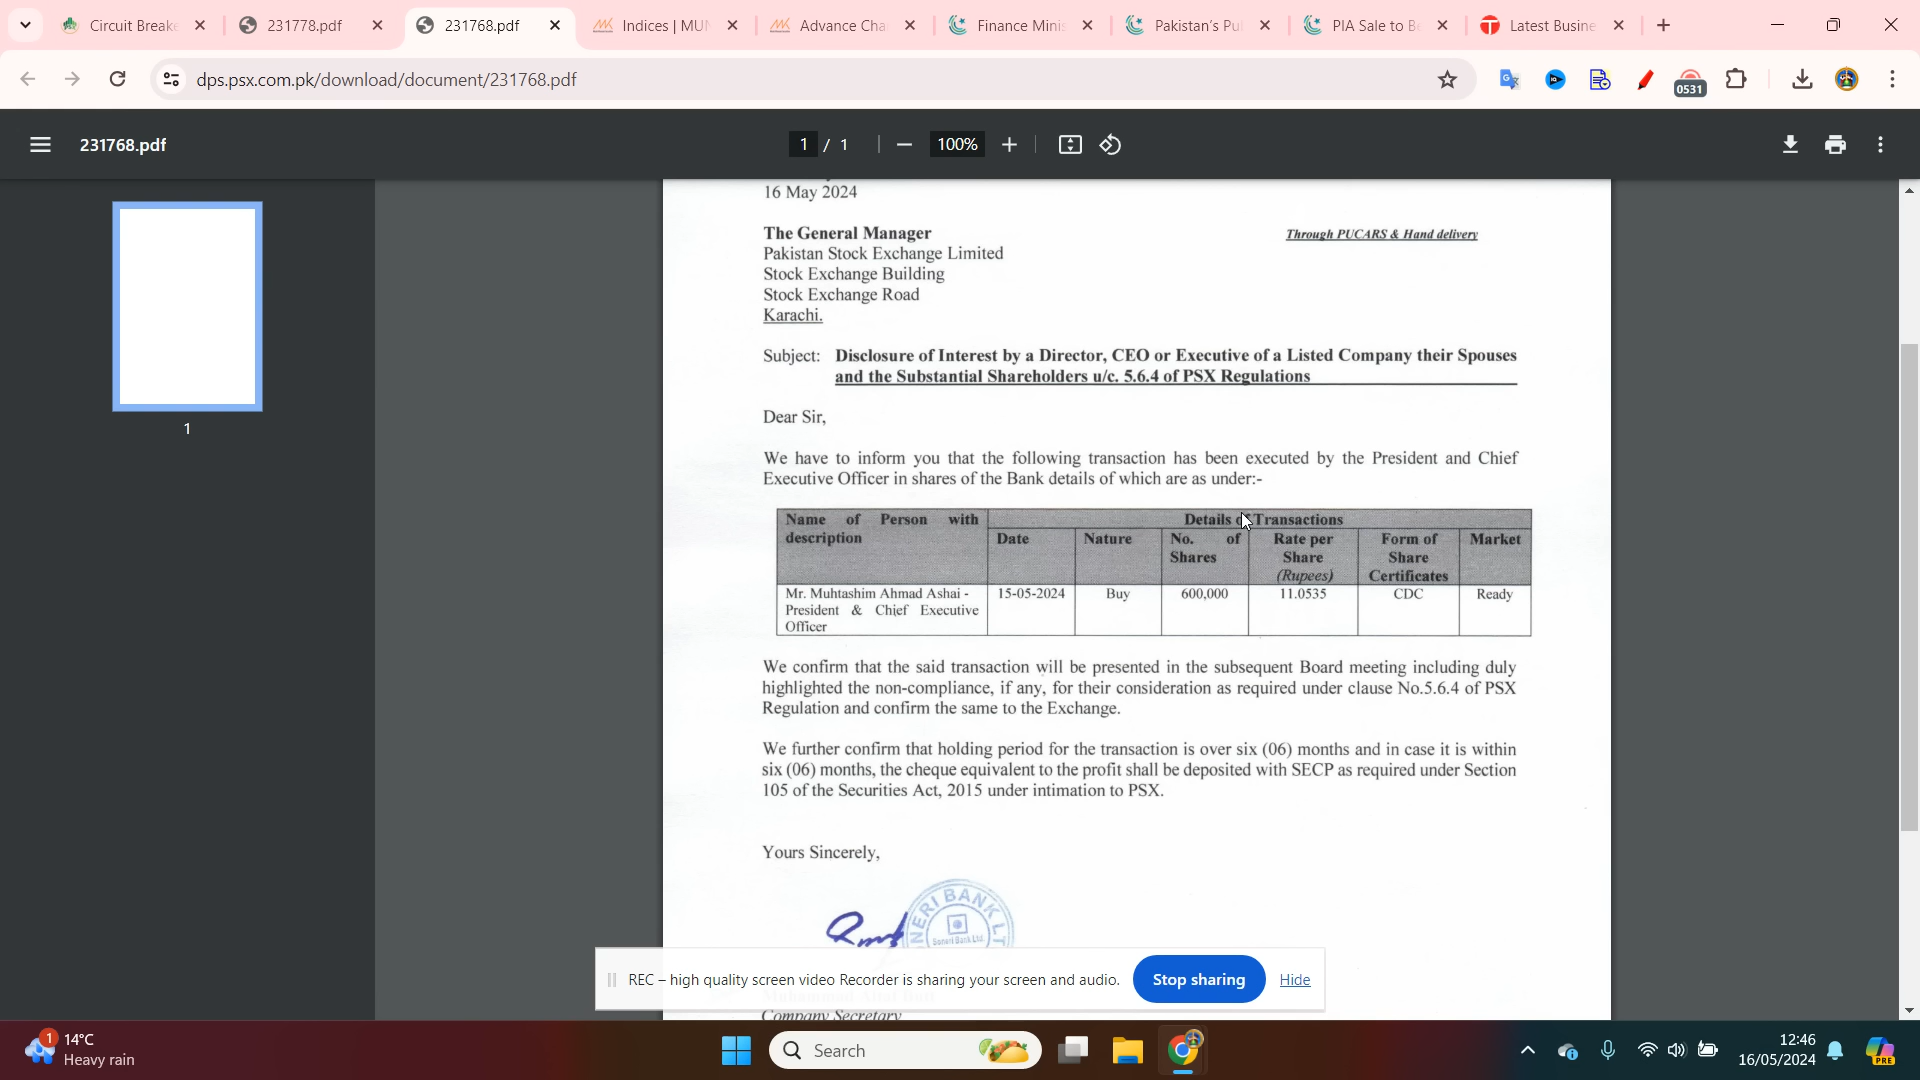 Circuit Breake
231778.pdf
231768.pdf
Indices | MUN
Advance Cha
Finance Minis
Pakistan's Pu
PIA Sale to Be
Latest Busine
dps.psx.com.pk/download/document/231768.pdf
0531
231768.pdf
1 / 1
100%
1
16 May 2024
The General Manager
Through PUCARS & Hand delivery
Pakistan Stock Exchange Limited
Stock Exchange Building
Stock Exchange Road
Karachi.
Subject: Disclosure of Interest by a Director, CEO or Executive of a Listed Company their Spouses
and the Substantial Shareholders u/c. 5.6.4 of PSX Regulations
Dear Sir,
We have to inform you that the following transaction has been executed by the President and Chief
Executive Officer in shares of the Bank details of which are as under:-
Name of Person with description
Details of Transactions
Date
Nature
No. of Shares
Rate per Share (Rupees)
Form of Share Certificates
Market
Mr. Muhtashim Ahmad Ashai -
President & Chief Executive
Officer
15-05-2024
Buy
600,000
11.0535
CDC
Ready
We confirm that the said transaction will be presented in the subsequent Board meeting including duly
highlighted the non-compliance, if any, for their consideration as required under clause No.5.6.4 of PSX
Regulation and confirm the same to the Exchange.
We further confirm that holding period for the transaction is over six (06) months and in case it is within
six (06) months, the cheque equivalent to the profit shall be deposited with SECP as required under Section
105 of the Securities Act, 2015 under intimation to PSX.
Yours Sincerely,
NERI BANK LT
Soneri Bank Ltd.
Company Secretary
REC – high quality screen video Recorder is sharing your screen and audio.
Stop sharing
Hide
1
14°C
Heavy rain
Search
12:46
16/05/2024
PRE